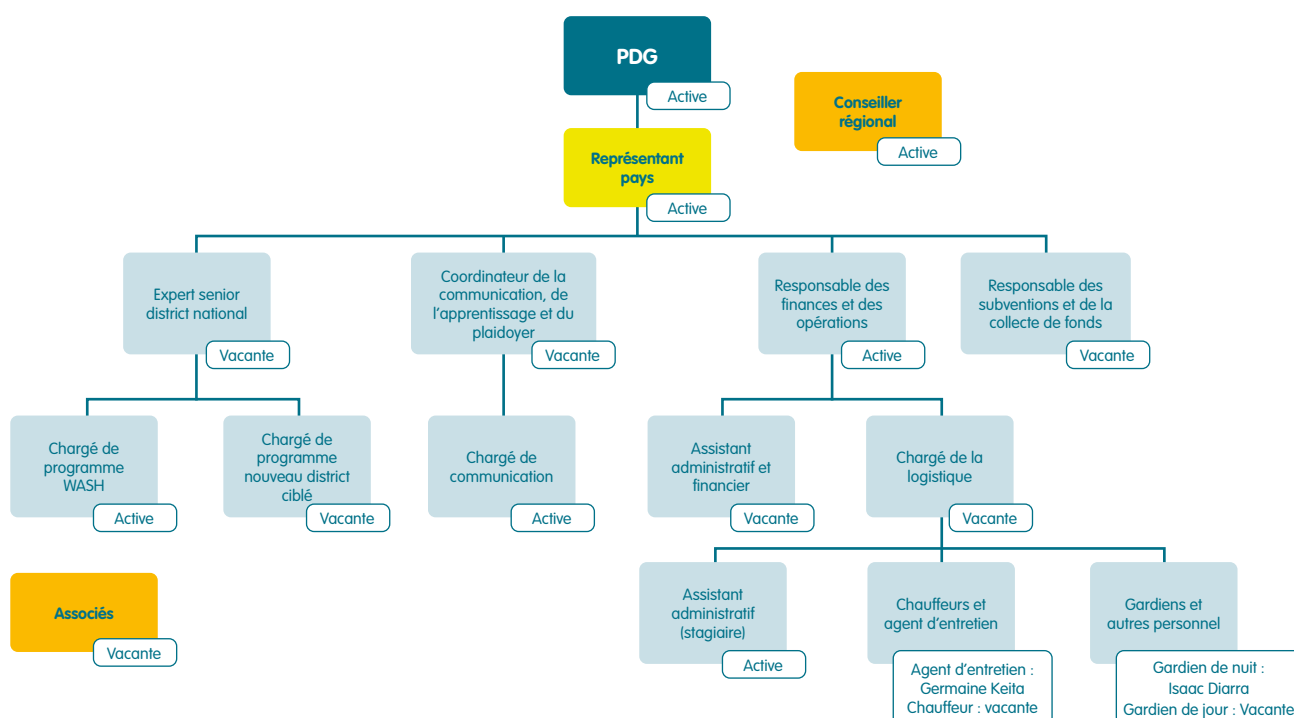 PDG
Active
Conseiller
régional
Active
Représentant
pays
Active
Expert senior
district national
Vacante
Coordinateur de la
communication, de
l'apprentissage et du
plaidoyer
Vacante
Responsable des
finances et des
opérations
Active
Responsable des
subventions et de la
collecte de fonds
Vacante
Chargé de
programme
WASH
Active
Chargé de
programme
nouveau district
ciblé
Vacante
Chargé de
communication
Active
Assistant
administratif et
financier
Vacante
Chargé de la
logistique
Vacante
Associés
Vacante
Assistant
administratif
(stagiaire)
Active
Chauffeurs et
agent d'entretien
Agent d'entretien :
Germaine Keita
Chauffeur : vacante
Gardiens et
autres personnel
Gardien de nuit :
Isaac Diarra
Gardien de jour : Vacante